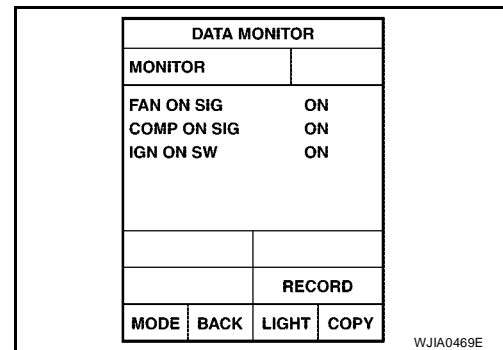 DATA MONITOR
MONITOR
FAN ON SIG ON
COMP ON SIG ON
IGN ON SW ON
RECORD
MODE BACK LIGHT COPY
WJIA0469E